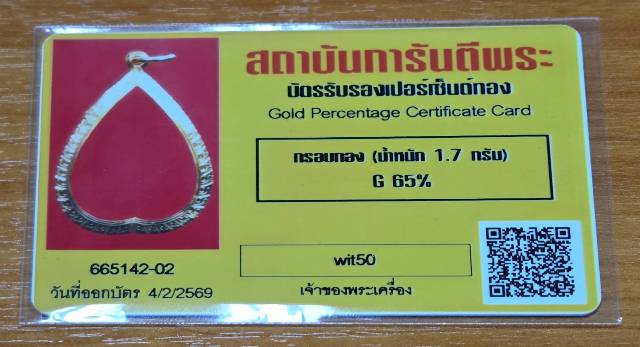 สถาบันการันตีพระ
บัตรรับรองเปอร์เซ็นต์ทอง
Gold Percentage Certificate Card
กรอบทอง (น้ำหนัก 1.7 กรัม)
G 65%
665142-02
วันที่ออกบัตร 4/2/2569
wit50
เจ้าของพระเครื่อง